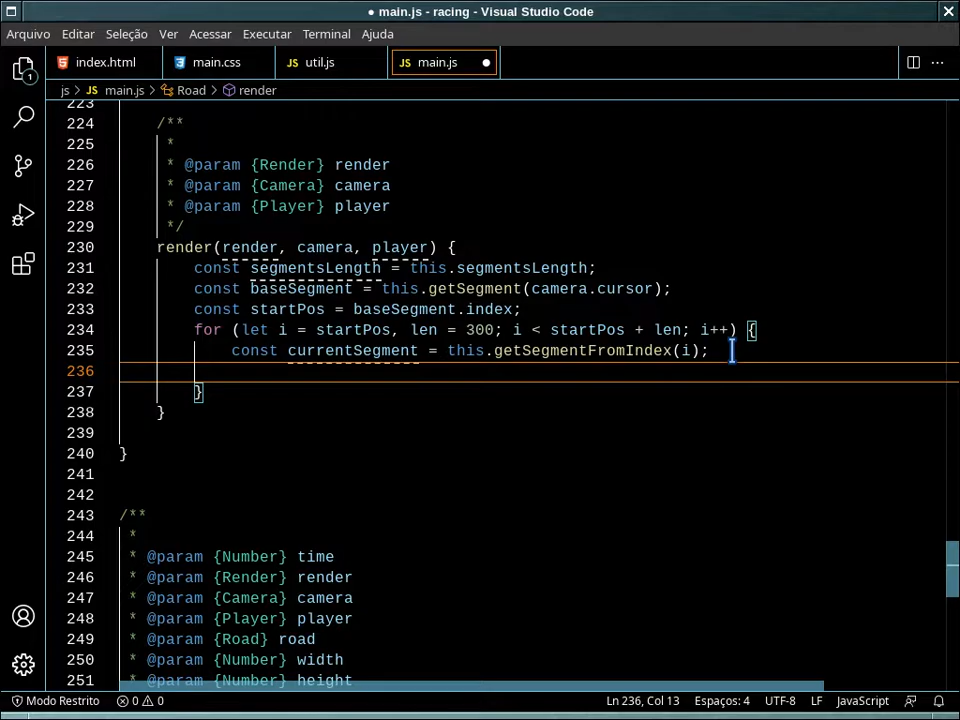 ● main.js - racing - Visual Studio Code
Arquivo Editar Seleção Ver Acessar Executar Terminal Ajuda
index.html main.css JS util.js JS main.js
js > JS main.js > Road > render
223
224 /**
225 *
226 * @param {Render} render
227 * @param {Camera} camera
228 * @param {Player} player
229 */
230 render(render, camera, player) {
231 const segmentsLength = this.segmentsLength;
232 const baseSegment = this.getSegment(camera.cursor);
233 const startPos = baseSegment.index;
234 for (let i = startPos, len = 300; i < startPos + len; i++) {
235 const currentSegment = this.getSegmentFromIndex(i);
236
237 }
238 }
239
240 }
241
242
243 /**
244 *
245 * @param {Number} time
246 * @param {Render} render
247 * @param {Camera} camera
248 * @param {Player} player
249 * @param {Road} road
250 * @param {Number} width
251 * @param {Number} height
1
Modo Restrito 0 0 Ln 236, Col 13 Espaços: 4 UTF-8 LF JavaScript